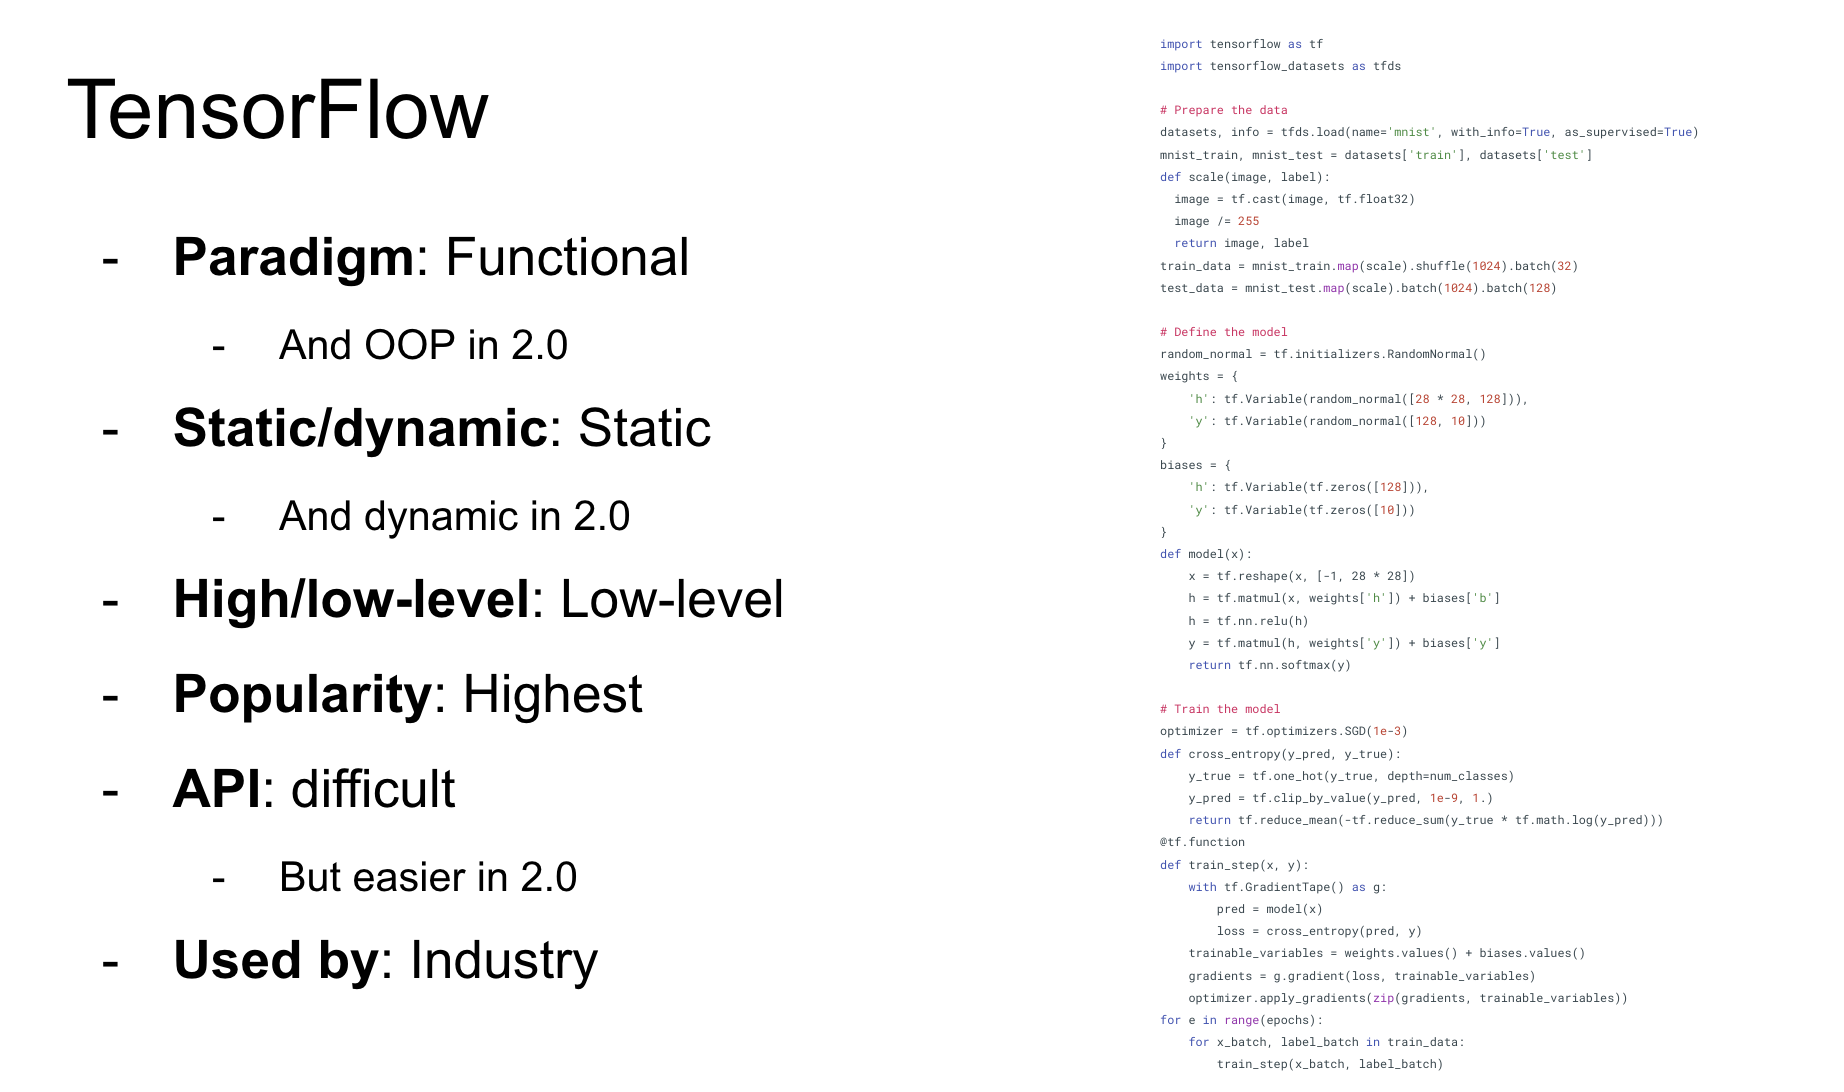 TensorFlow
- Paradigm: Functional
- And OOP in 2.0
- Static/dynamic: Static
- And dynamic in 2.0
- High/low-level: Low-level
- Popularity: Highest
- API: difficult
- But easier in 2.0
- Used by: Industry
import tensorflow as tf
import tensorflow_datasets as tfds

# Prepare the data
datasets, info = tfds.load(name='mnist', with_info=True, as_supervised=True)
mnist_train, mnist_test = datasets['train'], datasets['test']
def scale(image, label):
  image = tf.cast(image, tf.float32)
  image /= 255
  return image, label
train_data = mnist_train.map(scale).shuffle(1024).batch(32)
test_data = mnist_test.map(scale).batch(1024).batch(128)

# Define the model
random_normal = tf.initializers.RandomNormal()
weights = {
    'h': tf.Variable(random_normal([28 * 28, 128])),
    'y': tf.Variable(random_normal([128, 10]))
}
biases = {
    'h': tf.Variable(tf.zeros([128])),
    'y': tf.Variable(tf.zeros([10]))
}
def model(x):
    x = tf.reshape(x, [-1, 28 * 28])
    h = tf.matmul(x, weights['h']) + biases['b']
    h = tf.nn.relu(h)
    y = tf.matmul(h, weights['y']) + biases['y']
    return tf.nn.softmax(y)

# Train the model
optimizer = tf.optimizers.SGD(1e-3)
def cross_entropy(y_pred, y_true):
    y_true = tf.one_hot(y_true, depth=num_classes)
    y_pred = tf.clip_by_value(y_pred, 1e-9, 1.)
    return tf.reduce_mean(-tf.reduce_sum(y_true * tf.math.log(y_pred)))
@tf.function
def train_step(x, y):
    with tf.GradientTape() as g:
        pred = model(x)
        loss = cross_entropy(pred, y)
    trainable_variables = weights.values() + biases.values()
    gradients = g.gradient(loss, trainable_variables)
    optimizer.apply_gradients(zip(gradients, trainable_variables))
for e in range(epochs):
    for x_batch, label_batch in train_data:
        train_step(x_batch, label_batch)